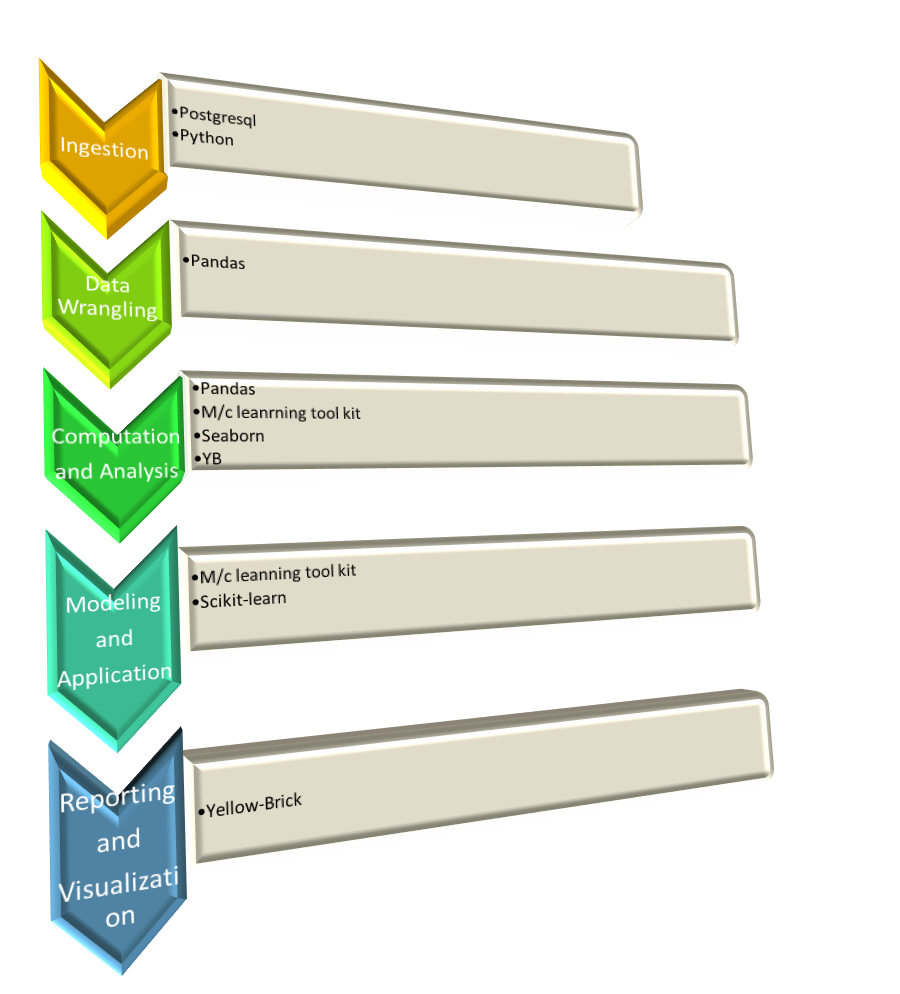 Ingestion
•Postgresql
•Python
Data
Wrangling
•Pandas
Computation
and Analysis
•Pandas
•M/c leanrning tool kit
•Seaborn
•YB
Modeling
and
Application
•M/c leanning tool kit
•Scikit-learn
Reporting
and
Visualizati
on
•Yellow-Brick